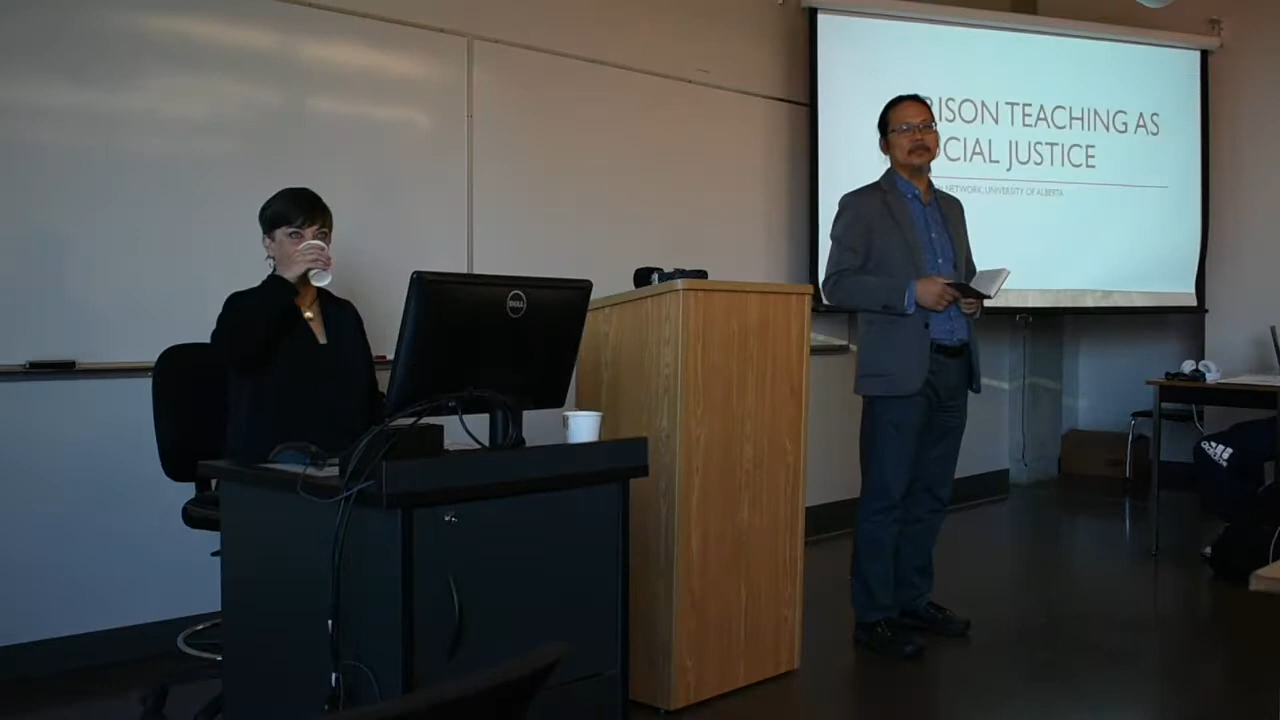 RISON TEACHING AS
CIAL JUSTICE
NETWORK, UNIVERSITY OF ALBERTA
DELL
adidas